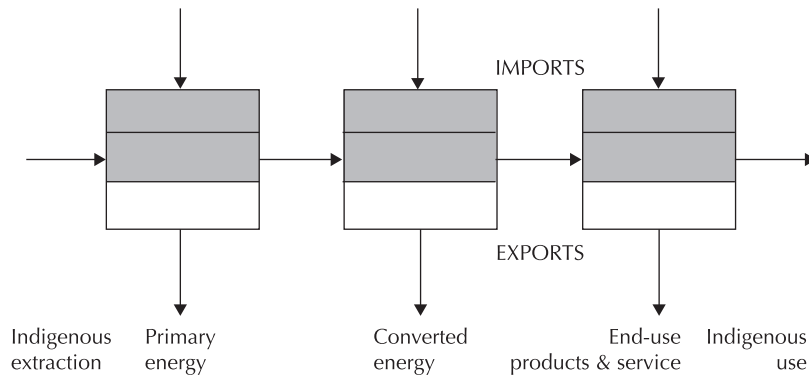 IMPORTS
EXPORTS
Indigenous
extraction
Primary
energy
Converted
energy
End-use
products & service
Indigenous
use